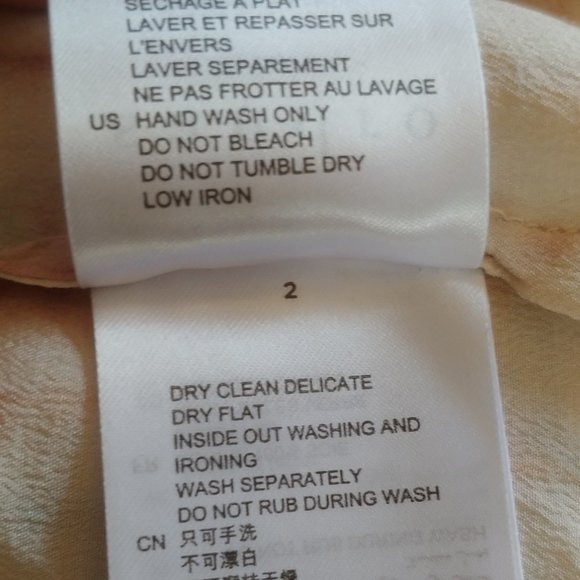 SECHAGE A PLAT
LAVER ET REPASSER SUR
L'ENVERS
LAVER SEPAREMENT
NE PAS FROTTER AU LAVAGE
US HAND WASH ONLY
DO NOT BLEACH
DO NOT TUMBLE DRY
LOW IRON
2
DRY CLEAN DELICATE
DRY FLAT
INSIDE OUT WASHING AND
IRONING
WASH SEPARATELY
DO NOT RUB DURING WASH
CN 只可手洗
不可漂白